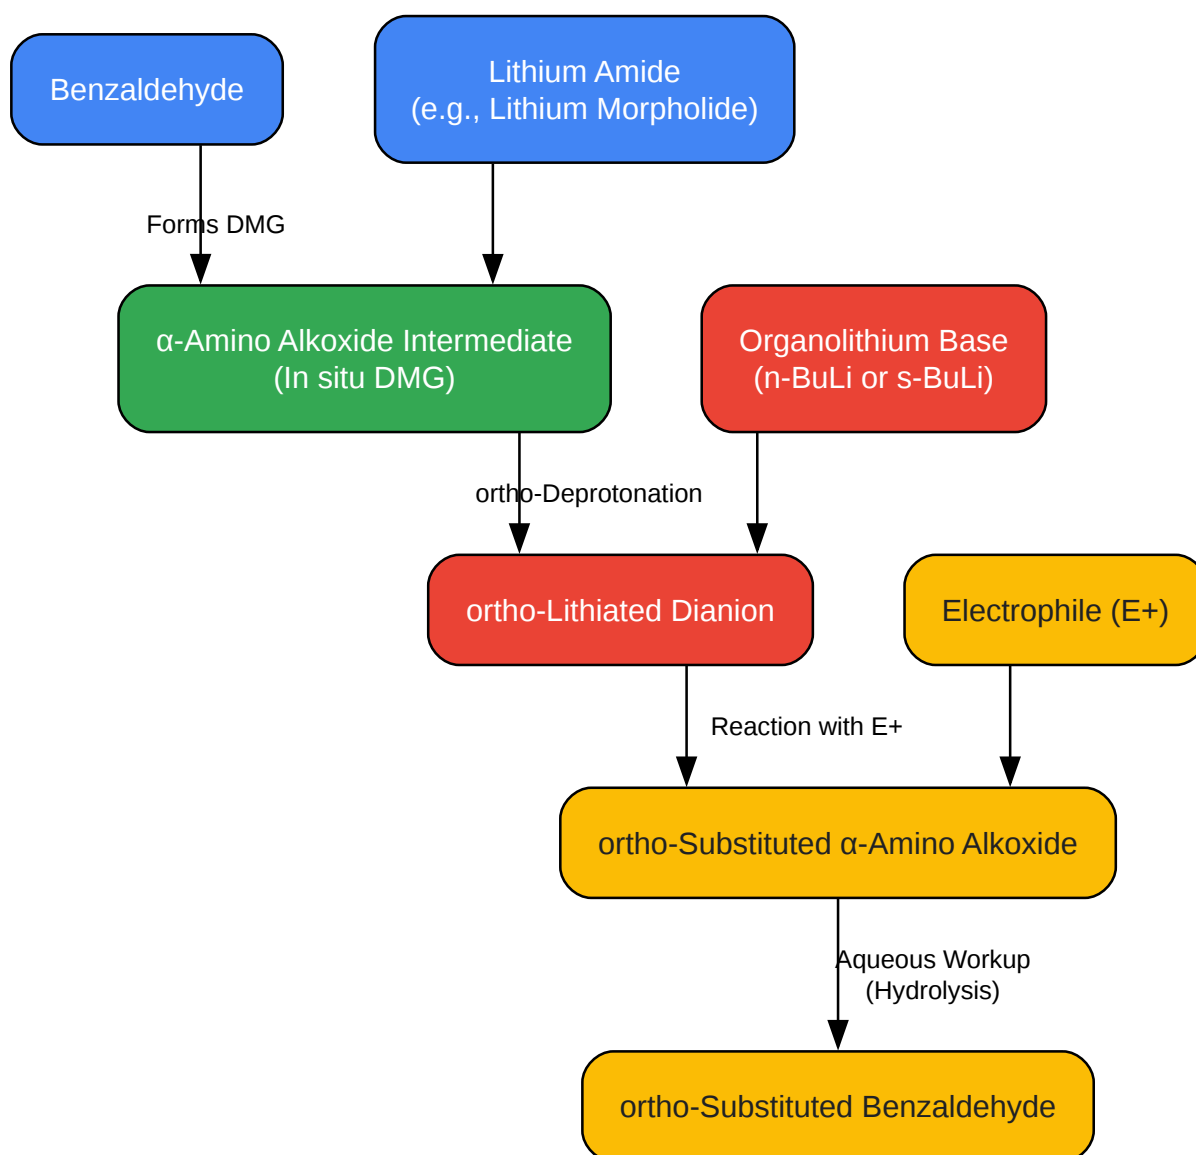 Benzaldehyde
Lithium Amide
(e.g., Lithium Morpholide)
Forms DMG
α-Amino Alkoxide Intermediate
(In situ DMG)
Organolithium Base
(n-BuLi or s-BuLi)
ortho-Deprotonation
ortho-Lithiated Dianion
Electrophile (E+)
Reaction with E+
ortho-Substituted α-Amino Alkoxide
Aqueous Workup
(Hydrolysis)
ortho-Substituted Benzaldehyde